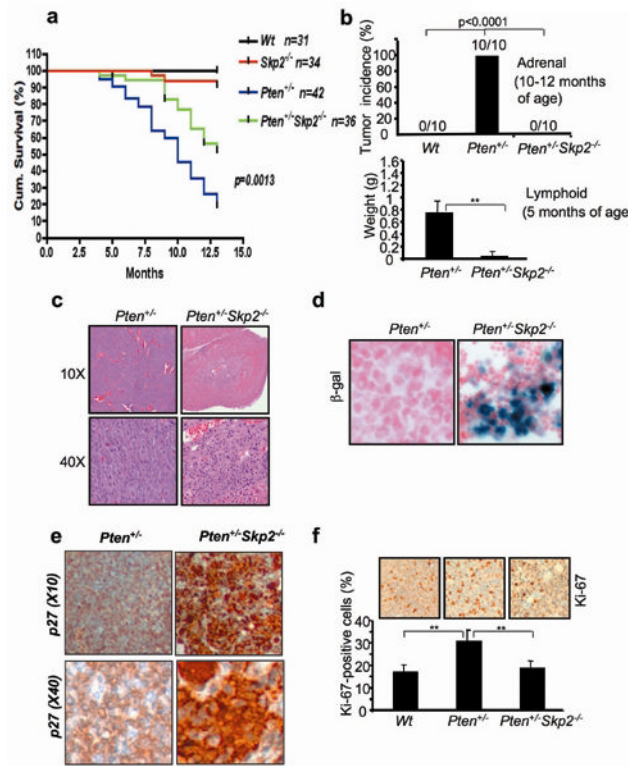 a
Wt n=31
Skp2-/- n=34
Pten+/- n=42
Pten+/-Skp2-/- n=36
p=0.0013
Cum. Survival (%)
100
90
80
70
60
50
40
30
20
10
0
0.0 2.5 5.0 7.5 10.0 12.5 15.0
Months
b
p<0.0001
Tumor incidence (%)
120
100
80
60
40
20
0
0/10
10/10
0/10
Adrenal
(10-12 months
of age)
Wt Pten+/- Pten+/-Skp2-/-
Weight (g)
1.6
1.4
1.2
1
0.8
0.6
0.4
0.2
0
**
Lymphoid
(5 months of age
Pten+/- Pten+/-Skp2-/-
c
Pten+/- Pten+/-Skp2-/-
10X
40X
d
Pten+/- Pten+/-Skp2-/-
β-gal
e
Pten+/- Pten+/-Skp2-/-
p27 (X10)
p27 (X40)
f
Ki-67
Ki-67-positive cells (%)
40
35
30
20
10
0
** **
Wt Pten+/- Pten+/-Skp2-/-